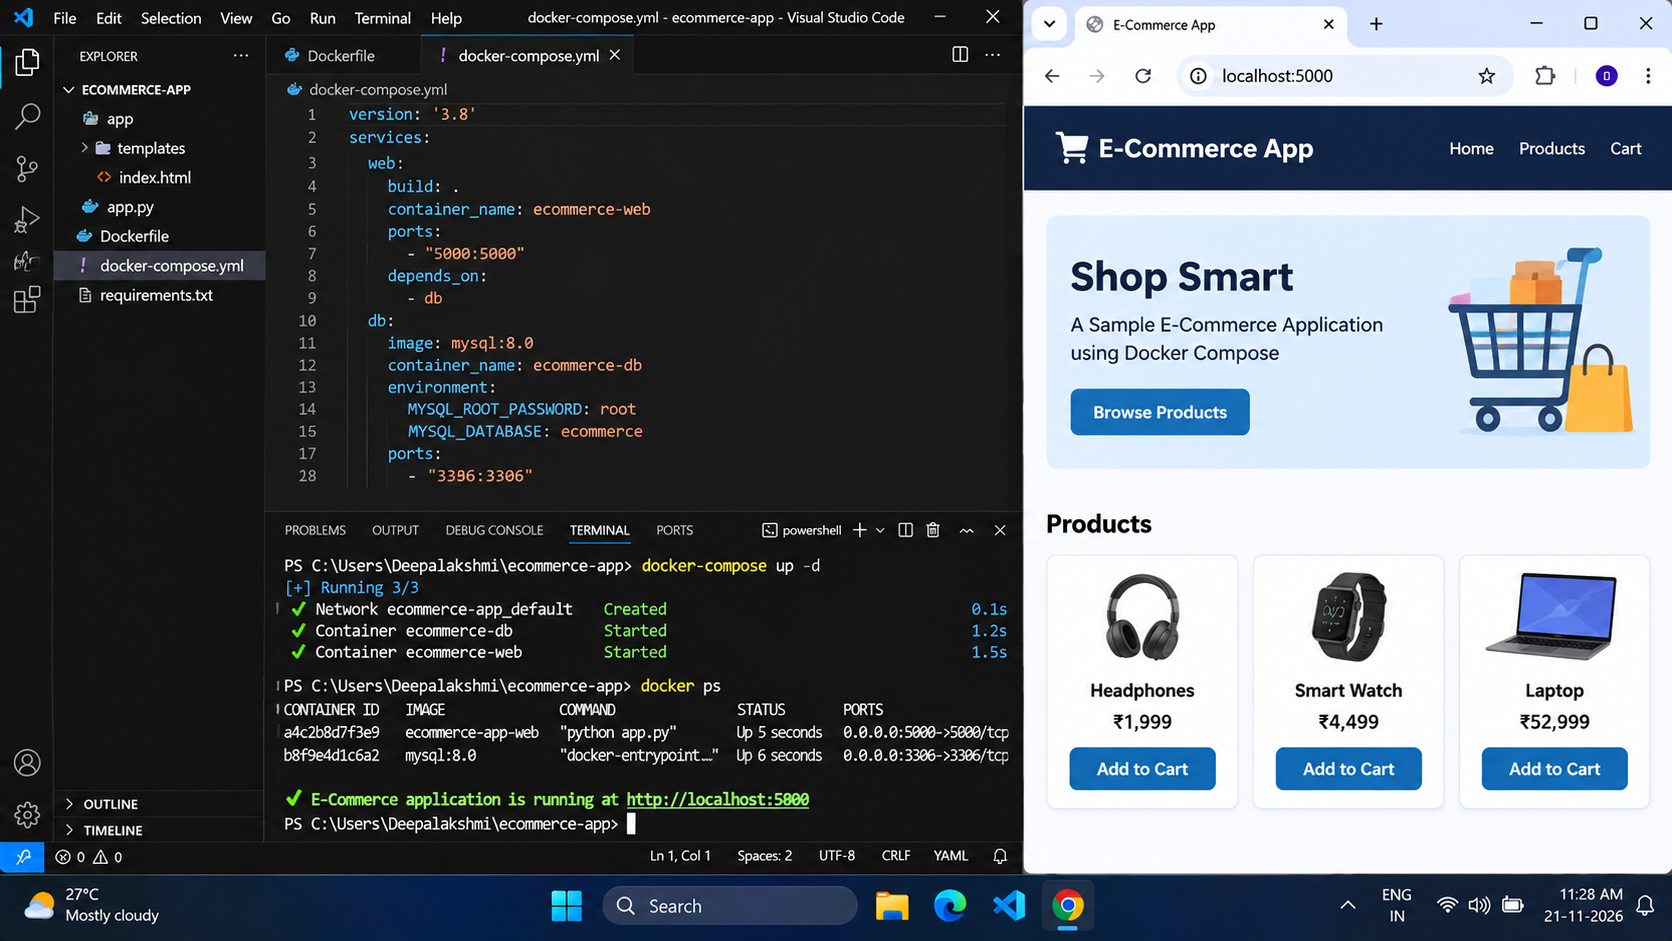 File Edit Selection View Go Run Terminal Help
docker-compose.yml - ecommerce-app - Visual Studio Code
EXPLORER
ECOMMERCE-APP
app
templates
index.html
app.py
Dockerfile
docker-compose.yml
requirements.txt
OUTLINE
TIMELINE
Dockerfile
docker-compose.yml
docker-compose.yml
1 version: '3.8'
2 services:
3 web:
4 build: .
5 container_name: ecommerce-web
6 ports:
7 - "5000:5000"
8 depends_on:
9 - db
10 db:
11 image: mysql:8.0
12 container_name: ecommerce-db
13 environment:
14 MYSQL_ROOT_PASSWORD: root
15 MYSQL_DATABASE: ecommerce
17 ports:
28 - "3396:3306"
PROBLEMS OUTPUT DEBUG CONSOLE TERMINAL PORTS
powershell
PS C:\Users\Deepalakshmi\ecommerce-app> docker-compose up -d
[+] Running 3/3
✔ Network ecommerce-app_default Created 0.1s
✔ Container ecommerce-db Started 1.2s
✔ Container ecommerce-web Started 1.5s
PS C:\Users\Deepalakshmi\ecommerce-app> docker ps
CONTAINER ID IMAGE COMMAND STATUS PORTS
a4c2b8d7f3e9 ecommerce-app-web "python app.py" Up 5 seconds 0.0.0.0:5000->5000/tcp
b8f9e4d1c6a2 mysql:8.0 "docker-entrypoint.…" Up 6 seconds 0.0.0.0:3306->3306/tcp
✔ E-Commerce application is running at http://localhost:5800
PS C:\Users\Deepalakshmi\ecommerce-app>
0 0
Ln 1, Col 1 Spaces: 2 UTF-8 CRLF YAML
E-Commerce App
localhost:5000
D
E-Commerce App
Home Products Cart
Shop Smart
A Sample E-Commerce Application
using Docker Compose
Browse Products
Products
Headphones
₹1,999
Add to Cart
Smart Watch
₹4,499
Add to Cart
Laptop
₹52,999
Add to Cart
27°C
Mostly cloudy
Search
ENG
IN
11:28 AM
21-11-2026